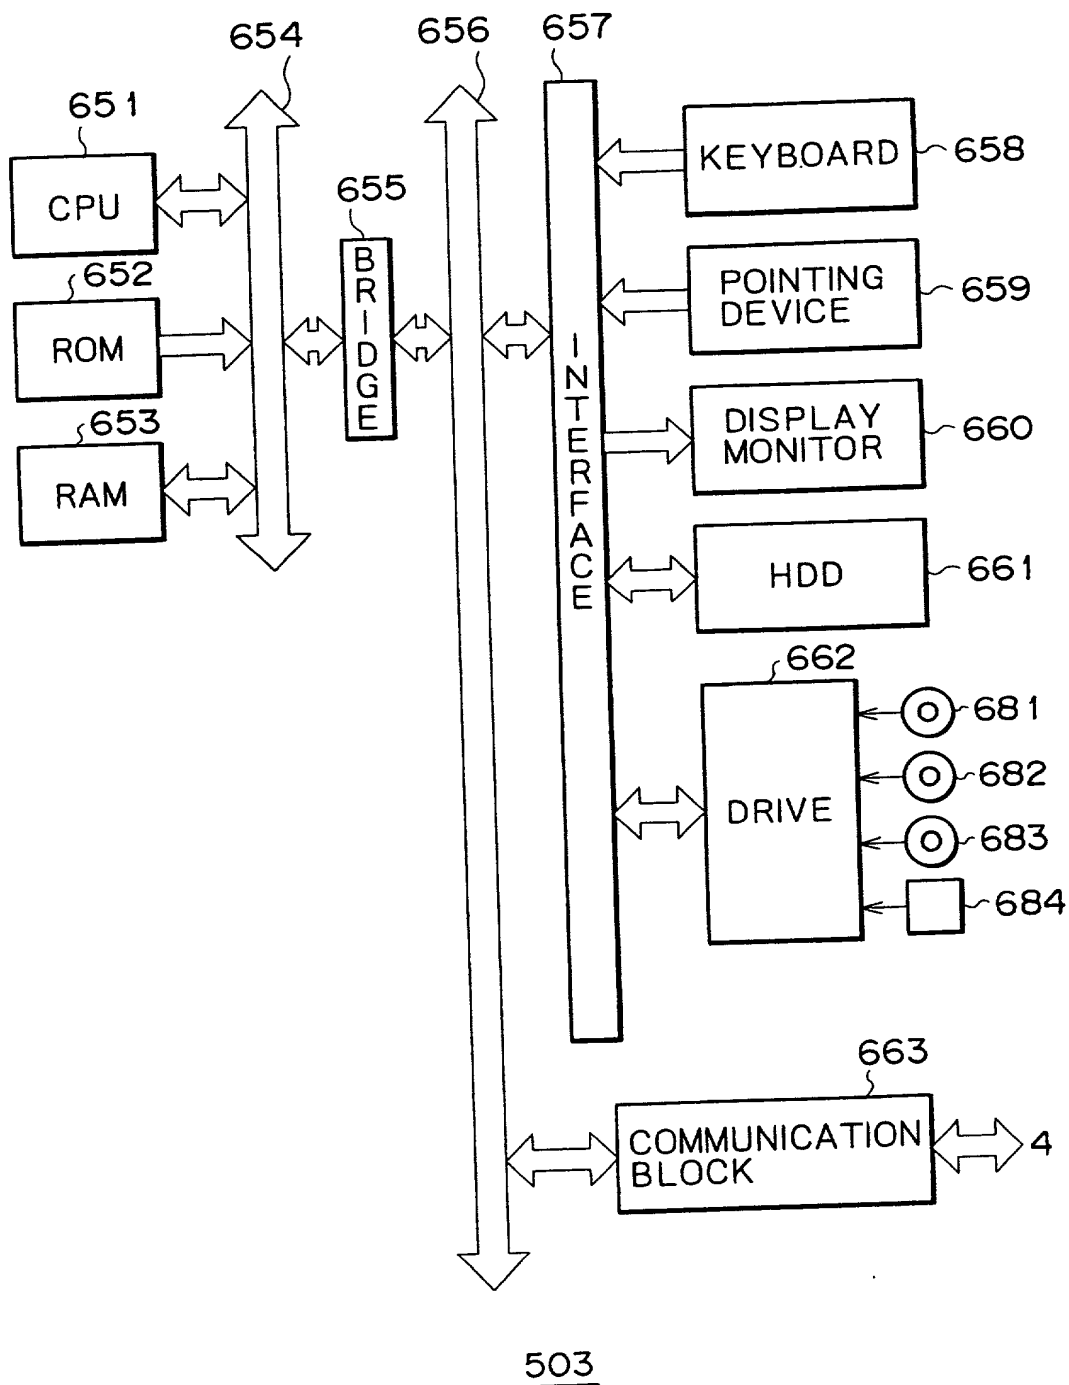 654
656
657
651
CPU
655
KEYBOARD
658
652
ROM
BRIDGE
POINTING
DEVICE
659
653
RAM
INTERFACE
DISPLAY
MONITOR
660
HDD
661
662
DRIVE
681
682
683
684
663
COMMUNICATION
BLOCK
4
503